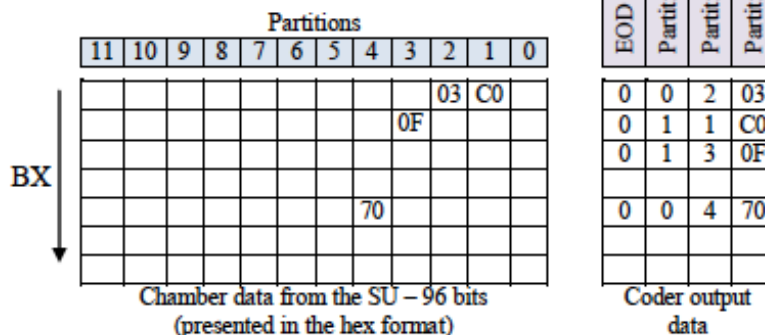 Partitions
11 10 9 8 7 6 5 4 3 2 1 0
EOD
03 C0
0F
70
BX
0 0 2 03
0 1 1 C0
0 1 3 0F
0 0 4 70
Chamber data from the SU – 96 bits
(presented in the hex format)
Coder output
data